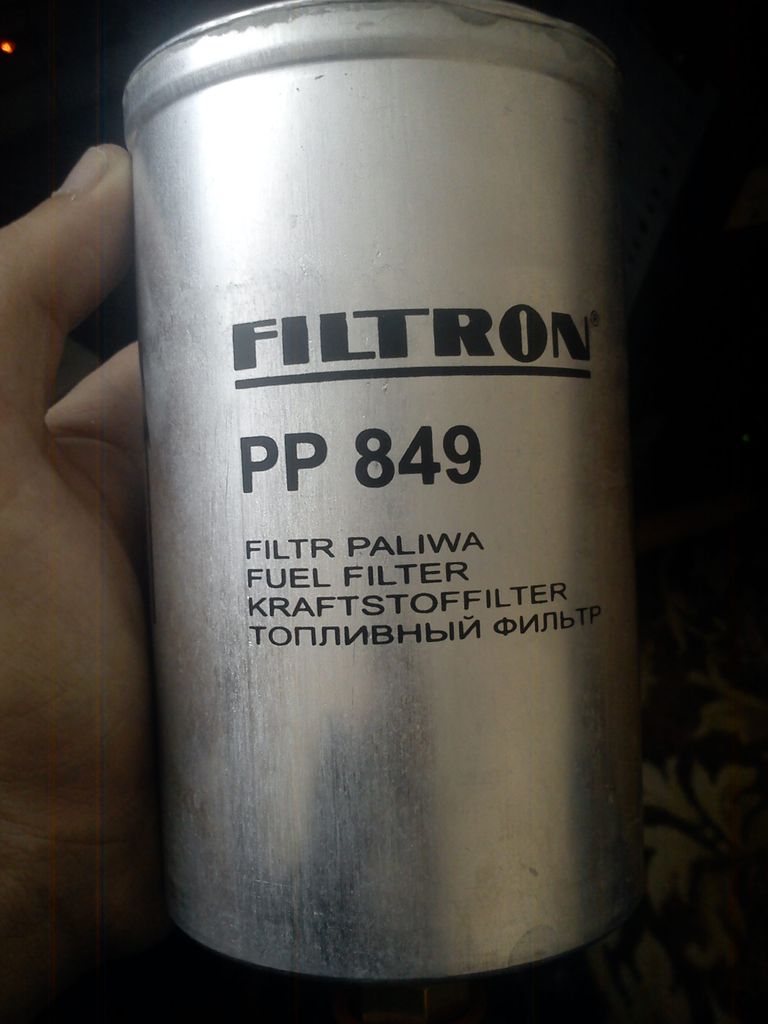 FILTRON®
PP 849
FILTR PALIWA
FUEL FILTER
KRAFTSTOFFILTER
ТОПЛИВНЫЙ ФИЛЬТР